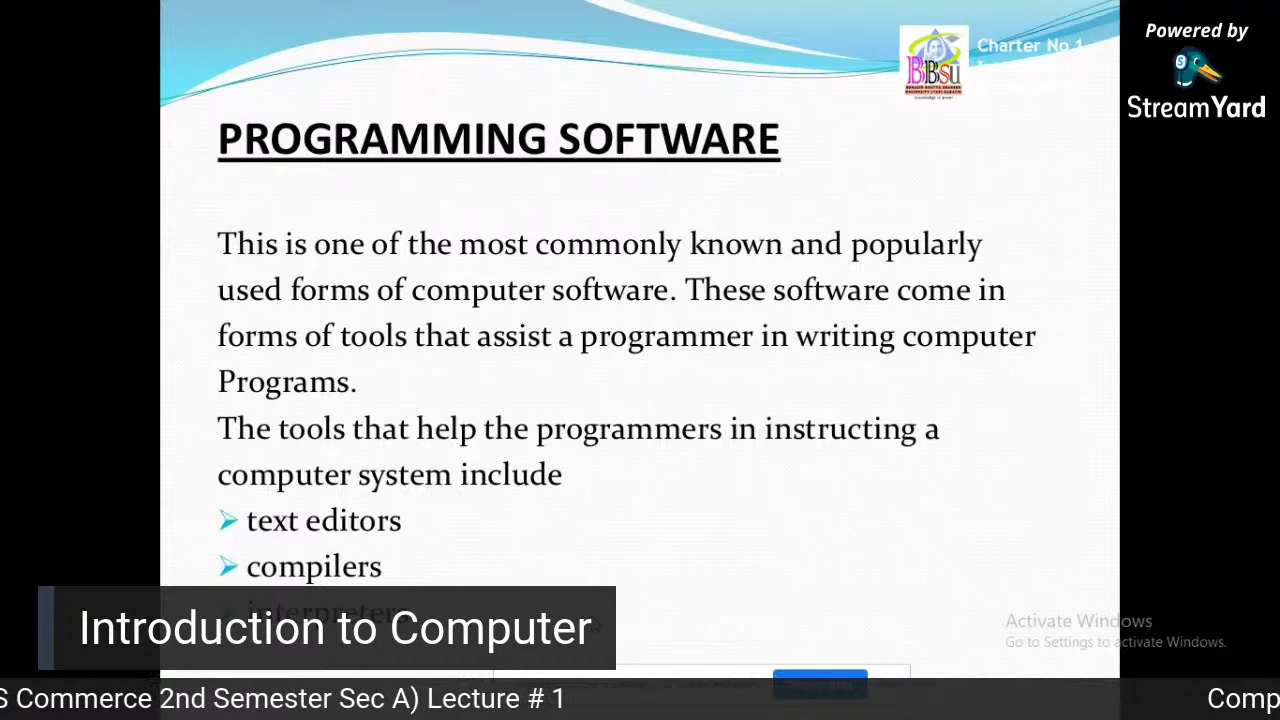 Powered by
StreamYard
Charter No 1
BBSU
PROGRAMMING SOFTWARE
This is one of the most commonly known and popularly
used forms of computer software. These software come in
forms of tools that assist a programmer in writing computer
Programs.
The tools that help the programmers in instructing a
computer system include
➢ text editors
➢ compilers
interpreters
Introduction to Computer
Activate Windows
Go to Settings to activate Windows.
S Commerce 2nd Semester Sec A) Lecture # 1
Comp